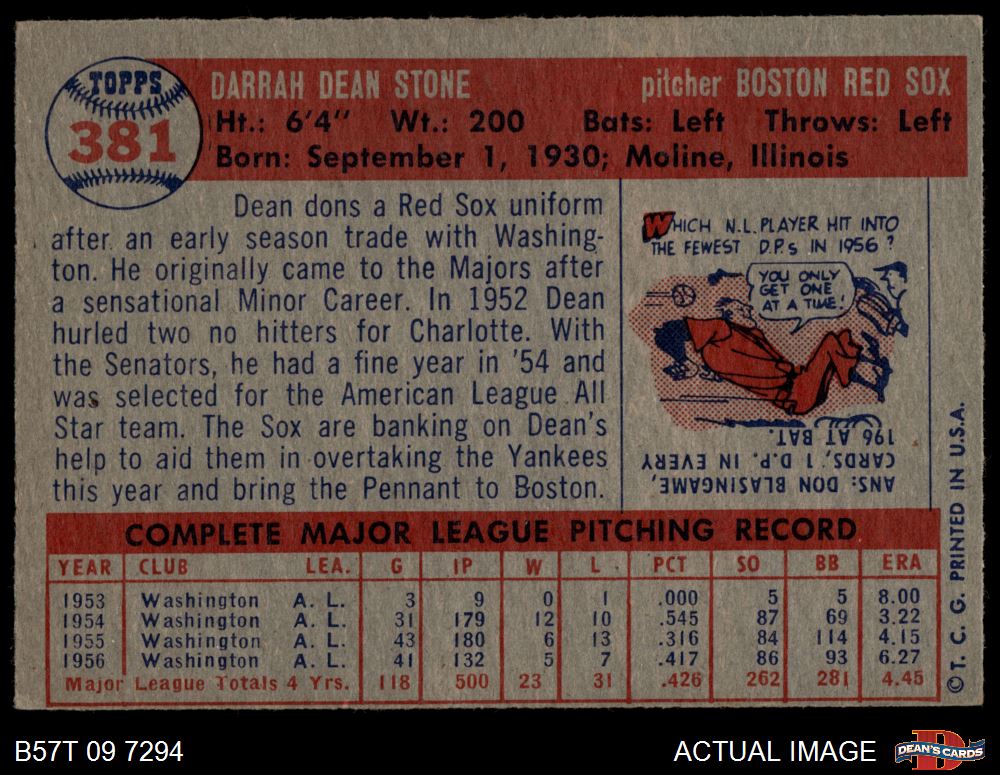 TOPPS
381
DARRAH DEAN STONE pitcher BOSTON RED SOX
Ht.: 6'4" Wt.: 200 Bats: Left Throws: Left
Born: September 1, 1930; Moline, Illinois
Dean dons a Red Sox uniform
after an early season trade with Washing-
ton. He originally came to the Majors after
a sensational Minor Career. In 1952 Dean
hurled two no hitters for Charlotte. With
the Senators, he had a fine year in '54 and
was selected for the American League All
Star team. The Sox are banking on Dean's
help to aid them in overtaking the Yankees
this year and bring the Pennant to Boston.
WHICH N.L. PLAYER HIT INTO
THE FEWEST D.P.s IN 1956?
YOU ONLY
GET ONE
AT A TIME!
ANS: DON BLASINGAME,
CARDS, 1 D.P. IN EVERY
196 AT BAT.
COMPLETE MAJOR LEAGUE PITCHING RECORD
YEAR CLUB LEA. G IP W L PCT SO BB ERA
1953 Washington A. L. 3 9 0 1 .000 5 5 8.00
1954 Washington A. L. 31 179 12 10 .545 87 69 3.22
1955 Washington A. L. 43 180 6 13 .316 84 114 4.15
1956 Washington A. L. 41 132 5 7 .417 86 93 6.27
Major League Totals 4 Yrs. 118 500 23 31 .426 262 281 4.45
© T. C. G. PRINTED IN U.S.A.
B57T 09 7294
ACTUAL IMAGE
D
DEAN'S CARDS